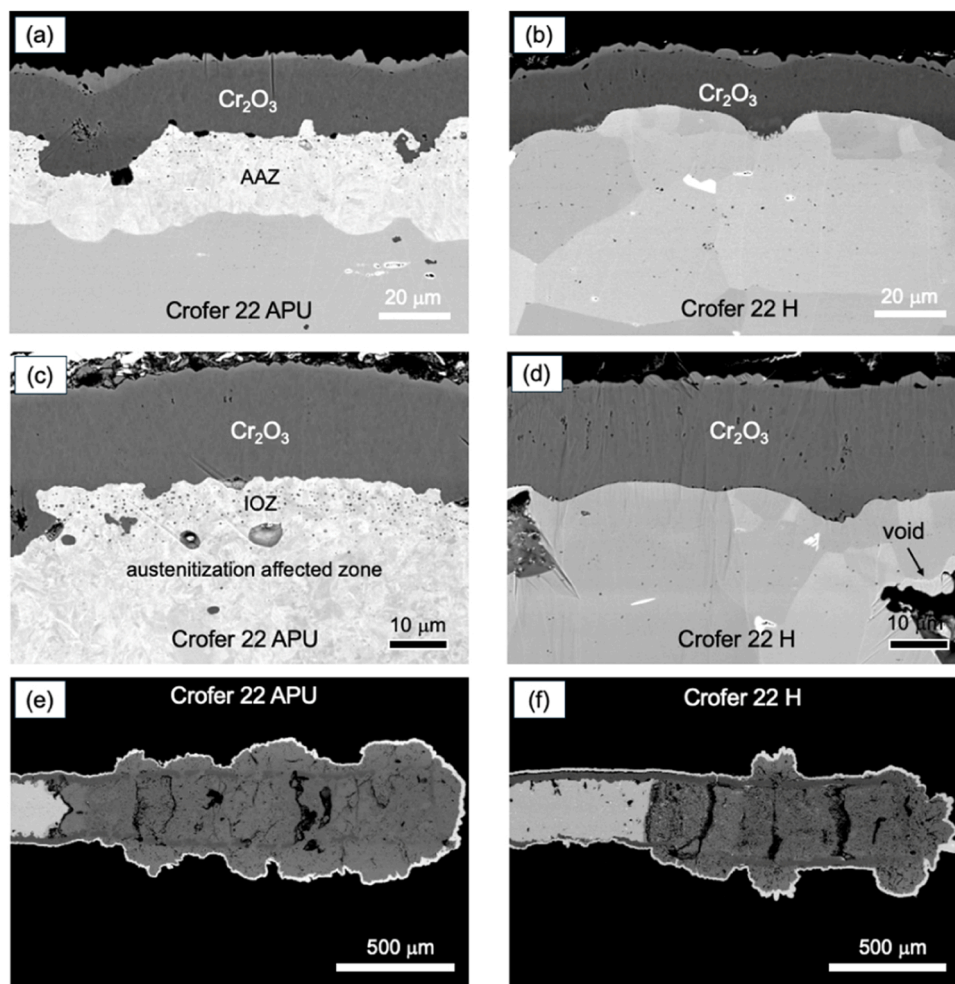 (a)
Cr2O3
AAZ
Crofer 22 APU
20 μm
(b)
Cr2O3
Crofer 22 H
20 μm
(c)
Cr2O3
IOZ
austenitization affected zone
Crofer 22 APU
10 μm
(d)
Cr2O3
void
Crofer 22 H
10 μm
(e)
Crofer 22 APU
500 μm
(f)
Crofer 22 H
500 μm